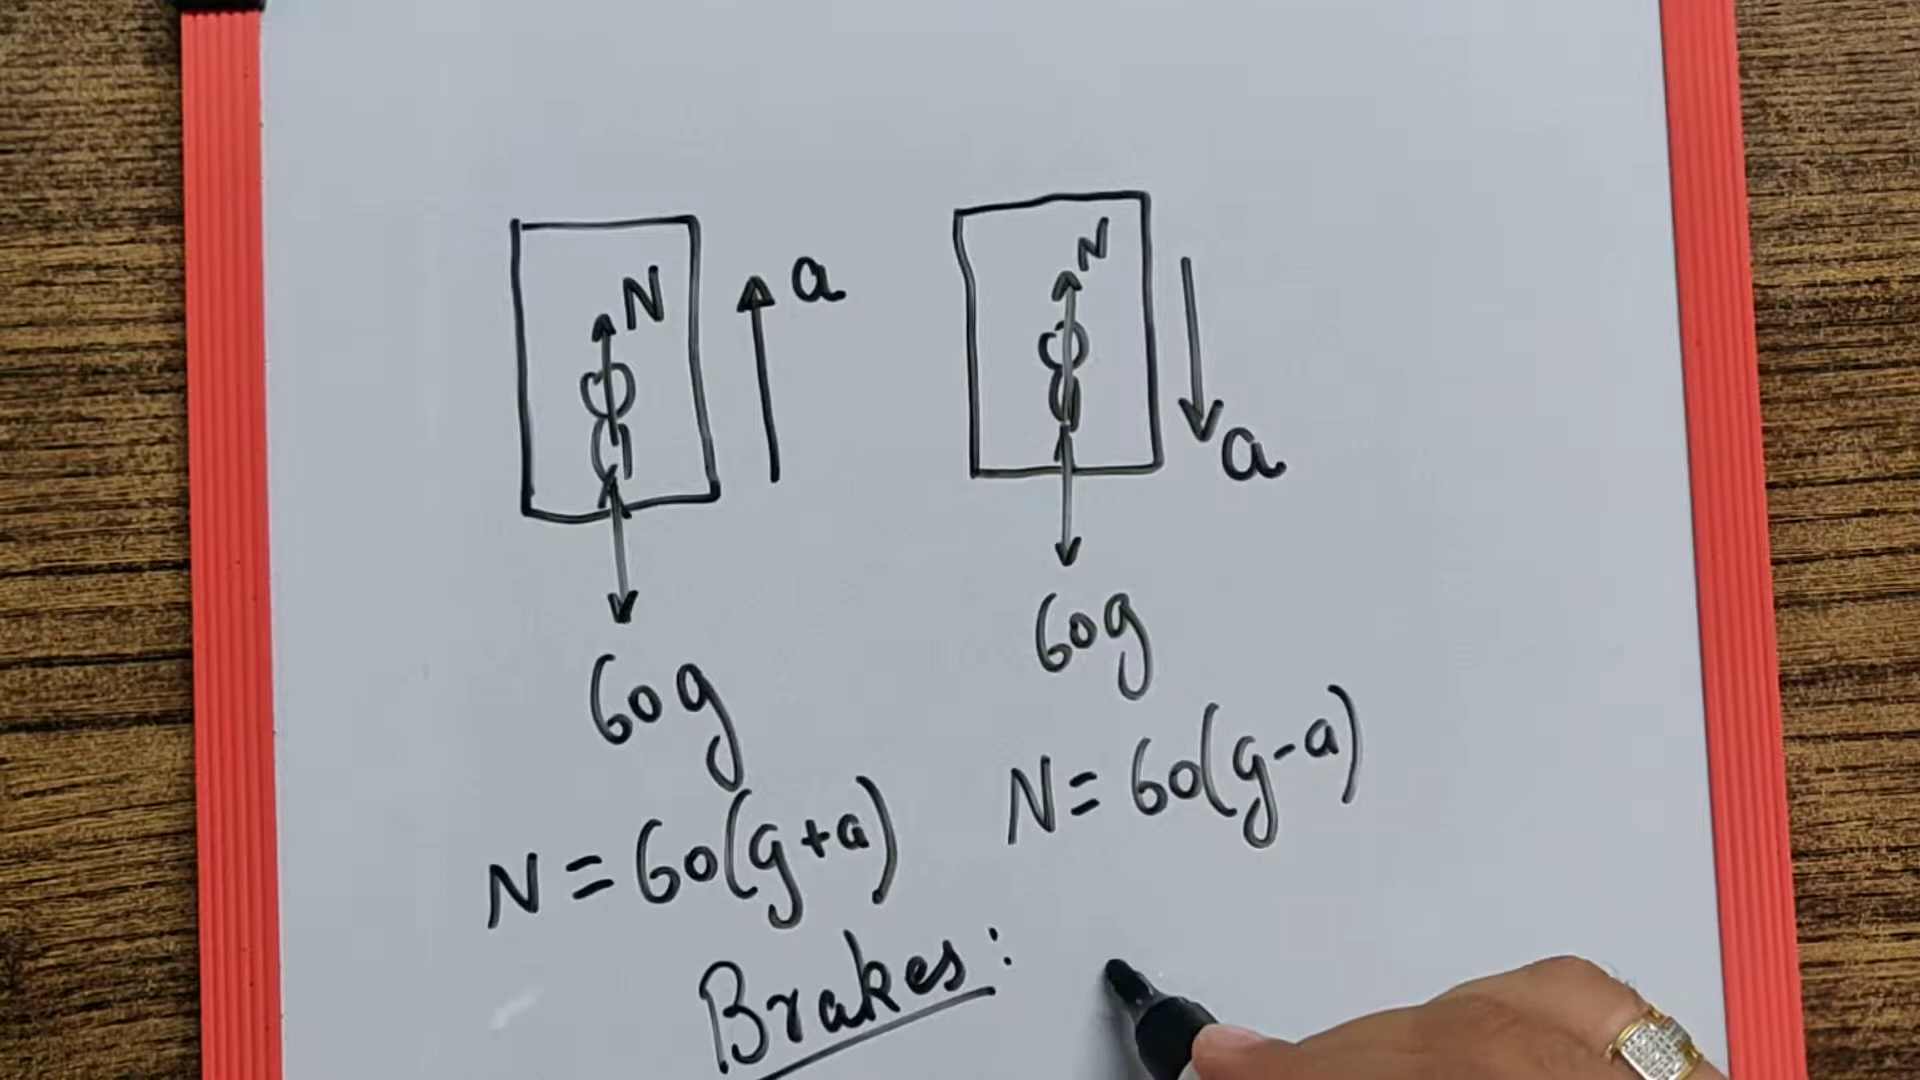 N
a
60g
N = 60(g+a)
N
a
60g
N = 60(g-a)
Brakes: